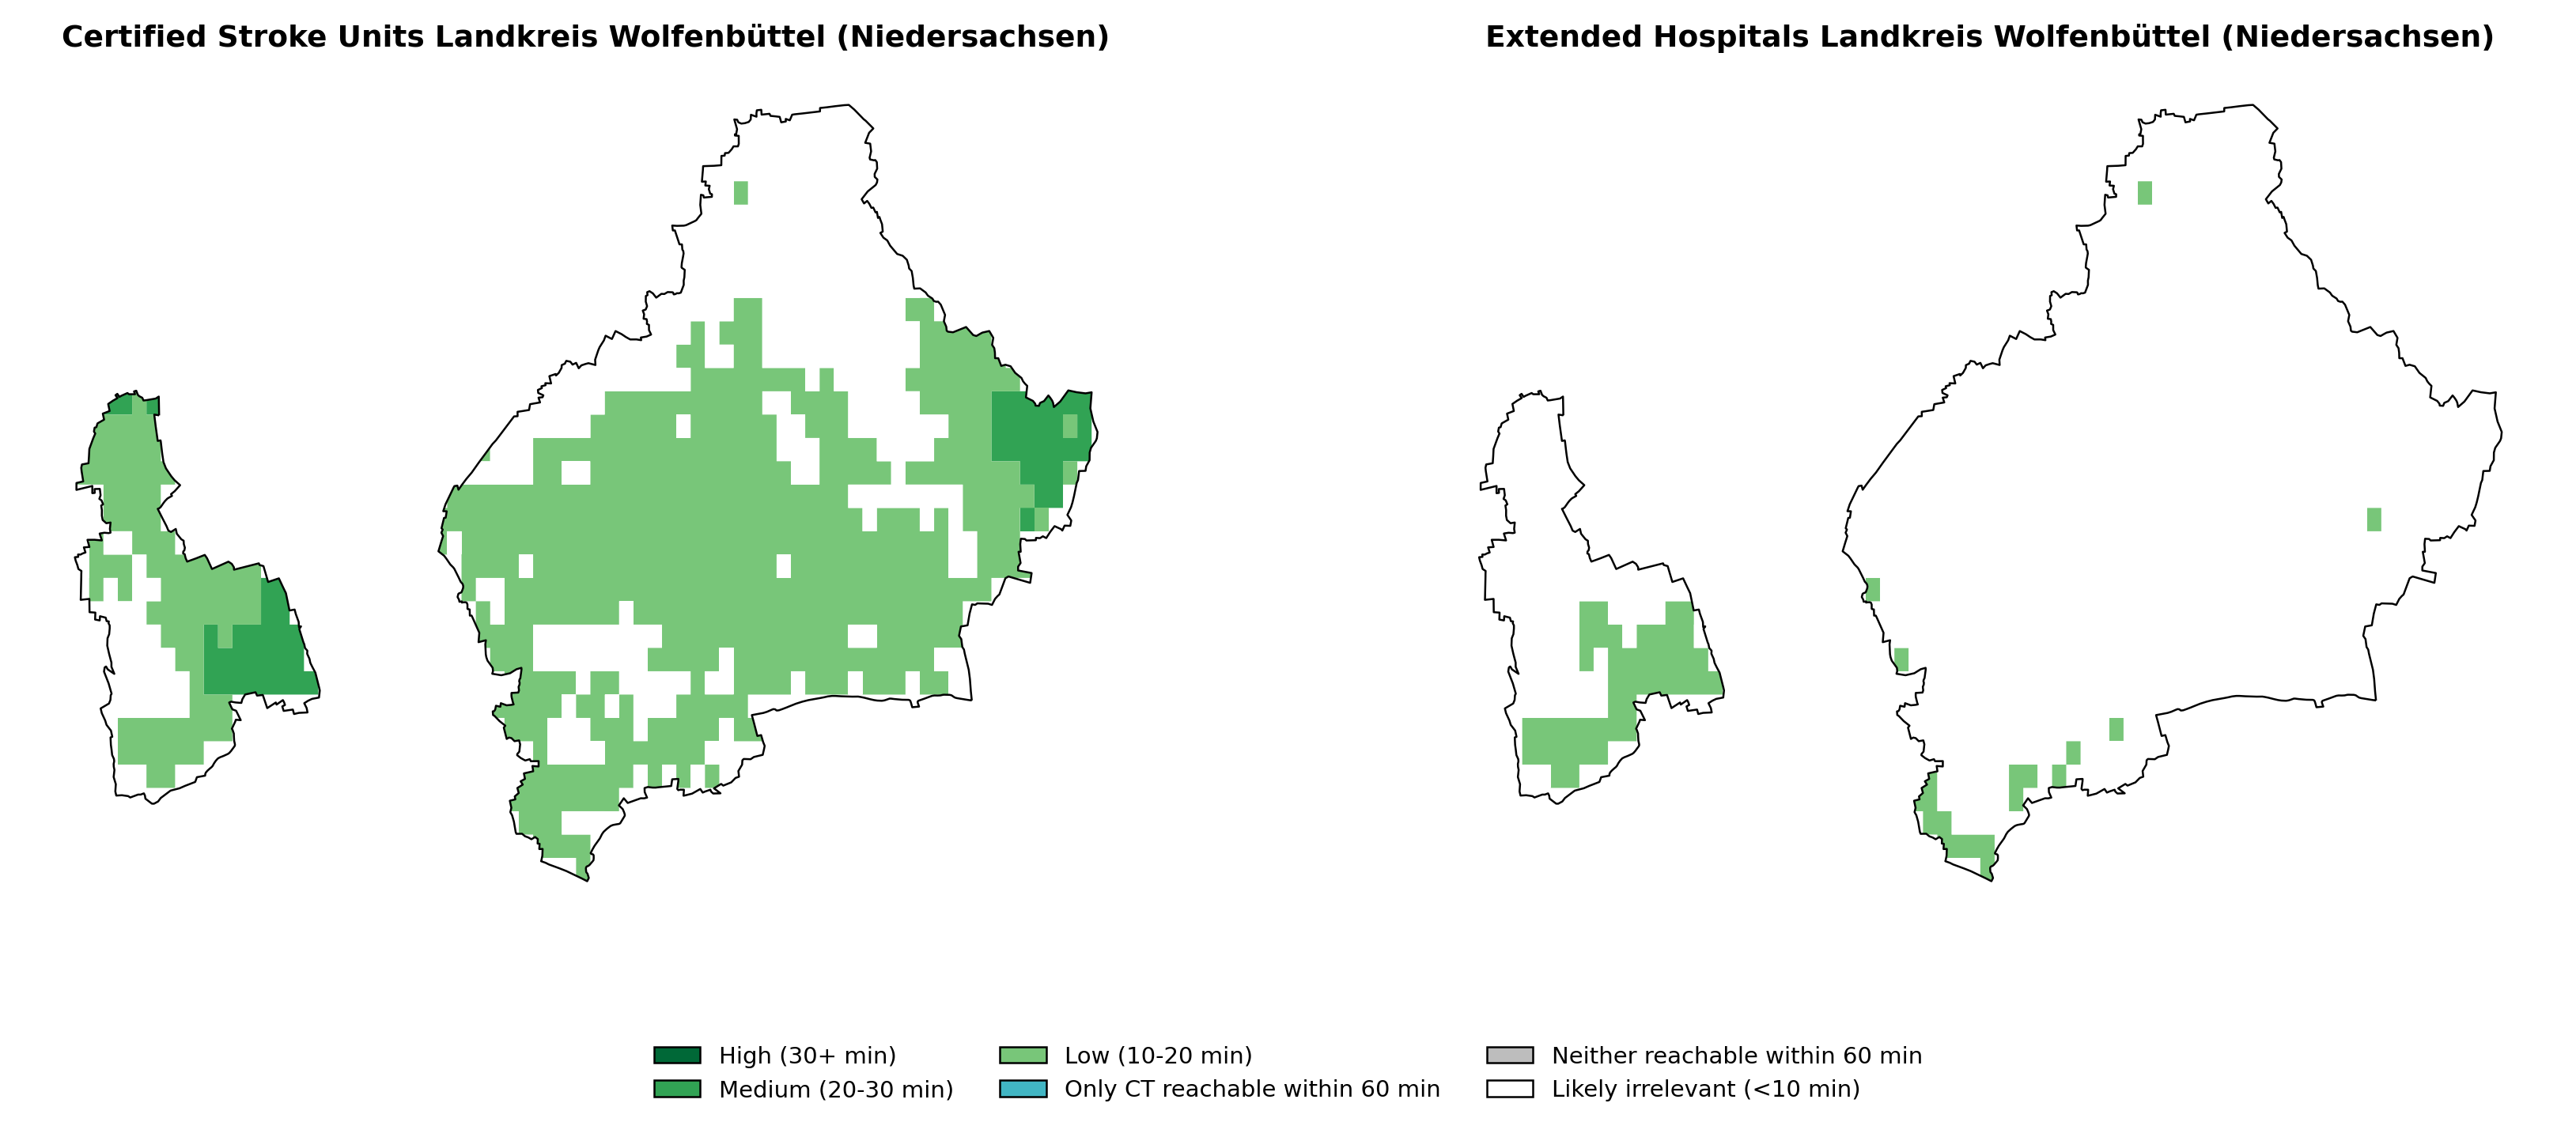 Certified Stroke Units Landkreis Wolfenbüttel (Niedersachsen)
Extended Hospitals Landkreis Wolfenbüttel (Niedersachsen)
High (30+ min)
Medium (20-30 min)
Low (10-20 min)
Only CT reachable within 60 min
Neither reachable within 60 min
Likely irrelevant (<10 min)